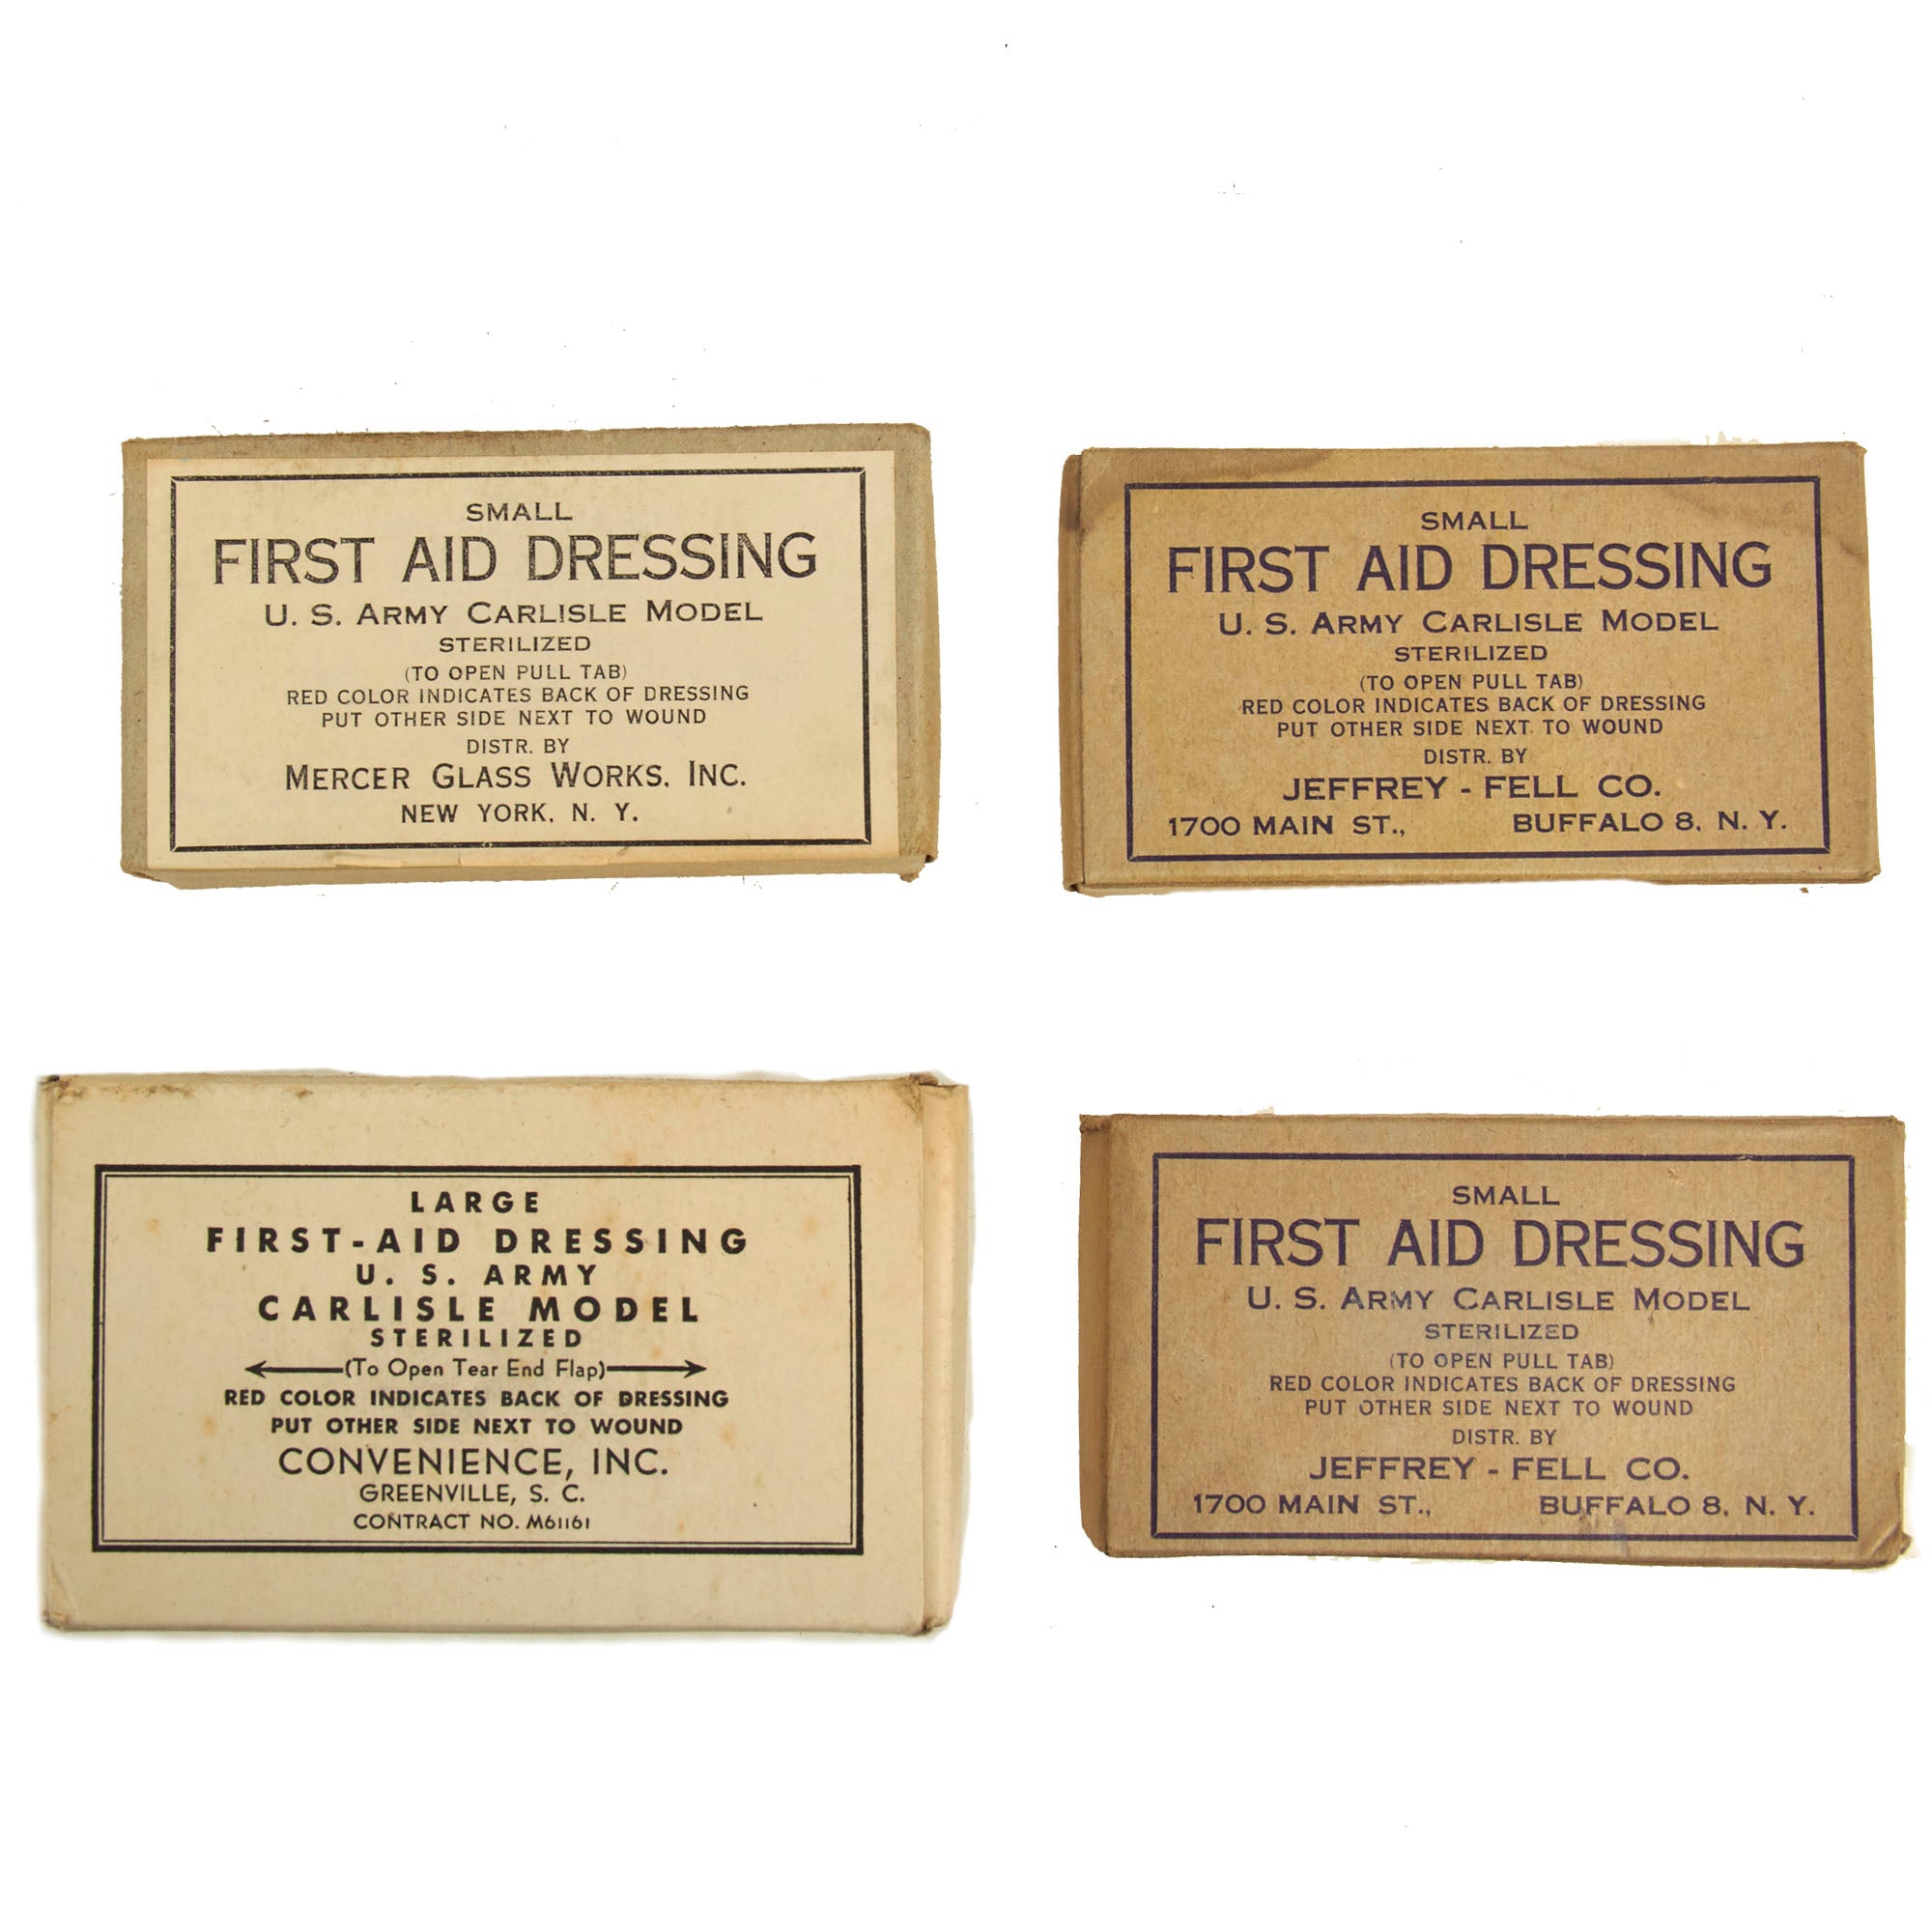 SMALL
FIRST AID DRESSING
U. S. ARMY CARLISLE MODEL
STERILIZED
(TO OPEN PULL TAB)
RED COLOR INDICATES BACK OF DRESSING
PUT OTHER SIDE NEXT TO WOUND
DISTR. BY
MERCER GLASS WORKS, INC.
NEW YORK, N. Y.
SMALL
FIRST AID DRESSING
U. S. ARMY CARLISLE MODEL
STERILIZED
(TO OPEN PULL TAB)
RED COLOR INDICATES BACK OF DRESSING
PUT OTHER SIDE NEXT TO WOUND
DISTR. BY
JEFFREY - FELL CO.
1700 MAIN ST., BUFFALO 8, N. Y.
LARGE
FIRST-AID DRESSING
U. S. ARMY
CARLISLE MODEL
STERILIZED
(To Open Tear End Flap)
RED COLOR INDICATES BACK OF DRESSING
PUT OTHER SIDE NEXT TO WOUND
CONVENIENCE, INC.
GREENVILLE, S. C.
CONTRACT NO. M61161
SMALL
FIRST AID DRESSING
U. S. ARMY CARLISLE MODEL
STERILIZED
(TO OPEN PULL TAB)
RED COLOR INDICATES BACK OF DRESSING
PUT OTHER SIDE NEXT TO WOUND
DISTR. BY
JEFFREY - FELL CO.
1700 MAIN ST., BUFFALO 8, N. Y.